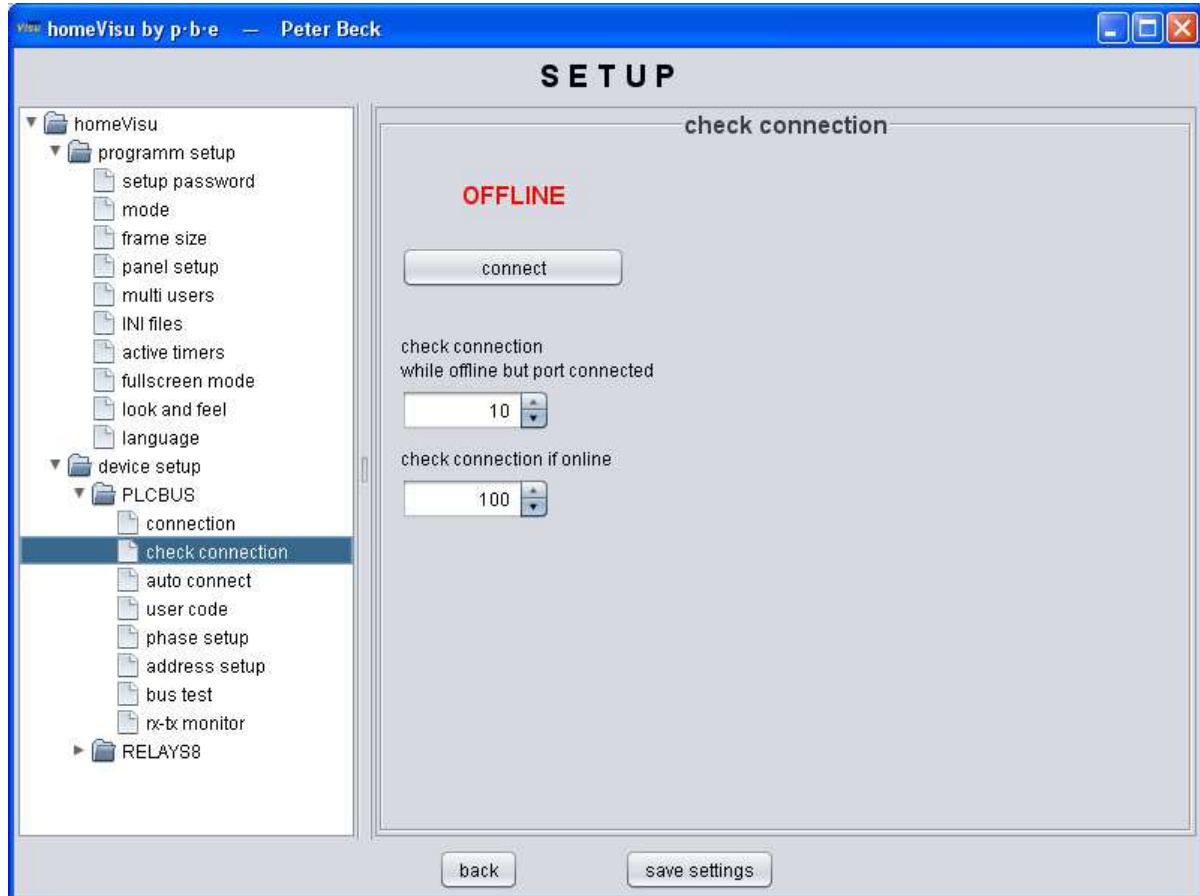 visu homeVisu by p·b·e — Peter Beck
SETUP
homeVisu
programm setup
setup password
mode
frame size
panel setup
multi users
INI files
active timers
fullscreen mode
look and feel
language
device setup
PLCBUS
connection
check connection
auto connect
user code
phase setup
address setup
bus test
rx-tx monitor
RELAYS8
check connection
OFFLINE
connect
check connection
while offline but port connected
10
check connection if online
100
back
save settings